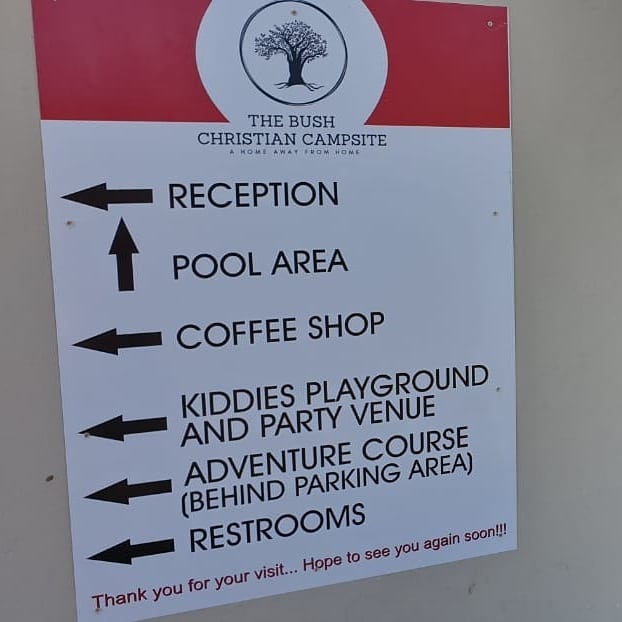 THE BUSH
CHRISTIAN CAMPSITE
A HOME AWAY FROM HOME
RECEPTION
POOL AREA
COFFEE SHOP
KIDDIES PLAYGROUND
AND PARTY VENUE
ADVENTURE COURSE
(BEHIND PARKING AREA)
RESTROOMS
Thank you for your visit... Hope to see you again soon!!!